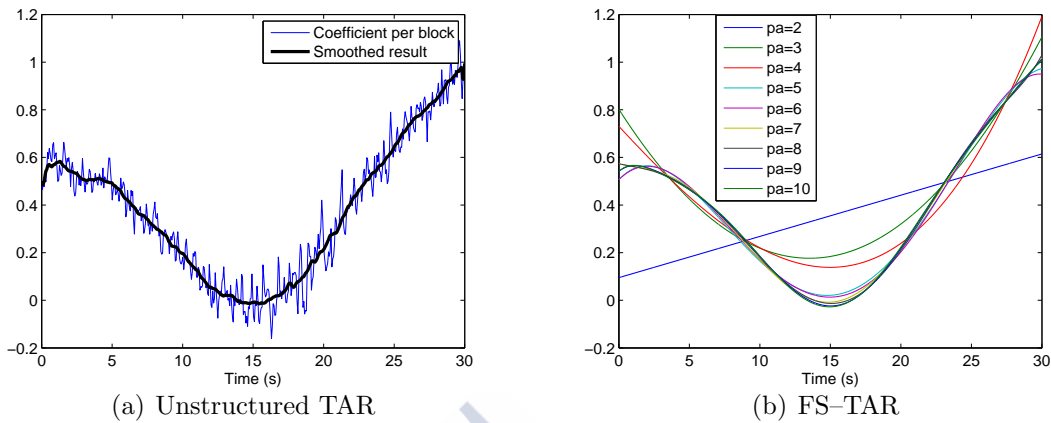 Coefficient per block
Smoothed result
1.2
1
0.8
0.6
0.4
0.2
0
−0.2
0 5 10 15 20 25 30
Time (s)
(a) Unstructured TAR
pa=2
pa=3
pa=4
pa=5
pa=6
pa=7
pa=8
pa=9
pa=10
1.2
1
0.8
0.6
0.4
0.2
0
−0.2
0 5 10 15 20 25 30
Time (s)
(b) FS–TAR